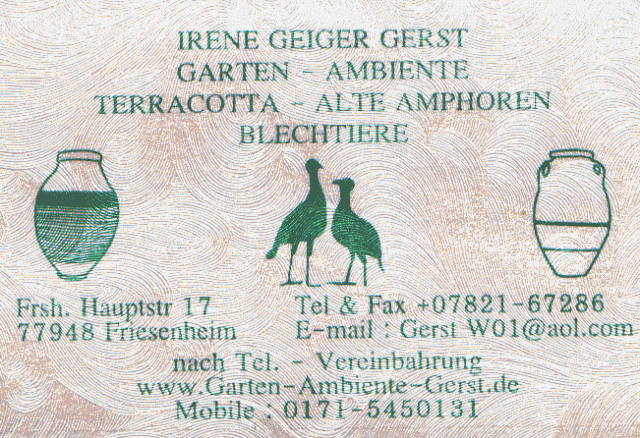 IRENE GEIGER GERST
GARTEN - AMBIENTE
TERRACOTTA - ALTE AMPHOREN
BLECHTIERE
Frsh. Hauptstr 17
77948 Friesenheim
Tel & Fax +07821-67286
E-mail : Gerst W01@aol.com
nach Tel. - Vereinbahrung
www.Garten-Ambiente-Gerst.de
Mobile : 0171-5450131